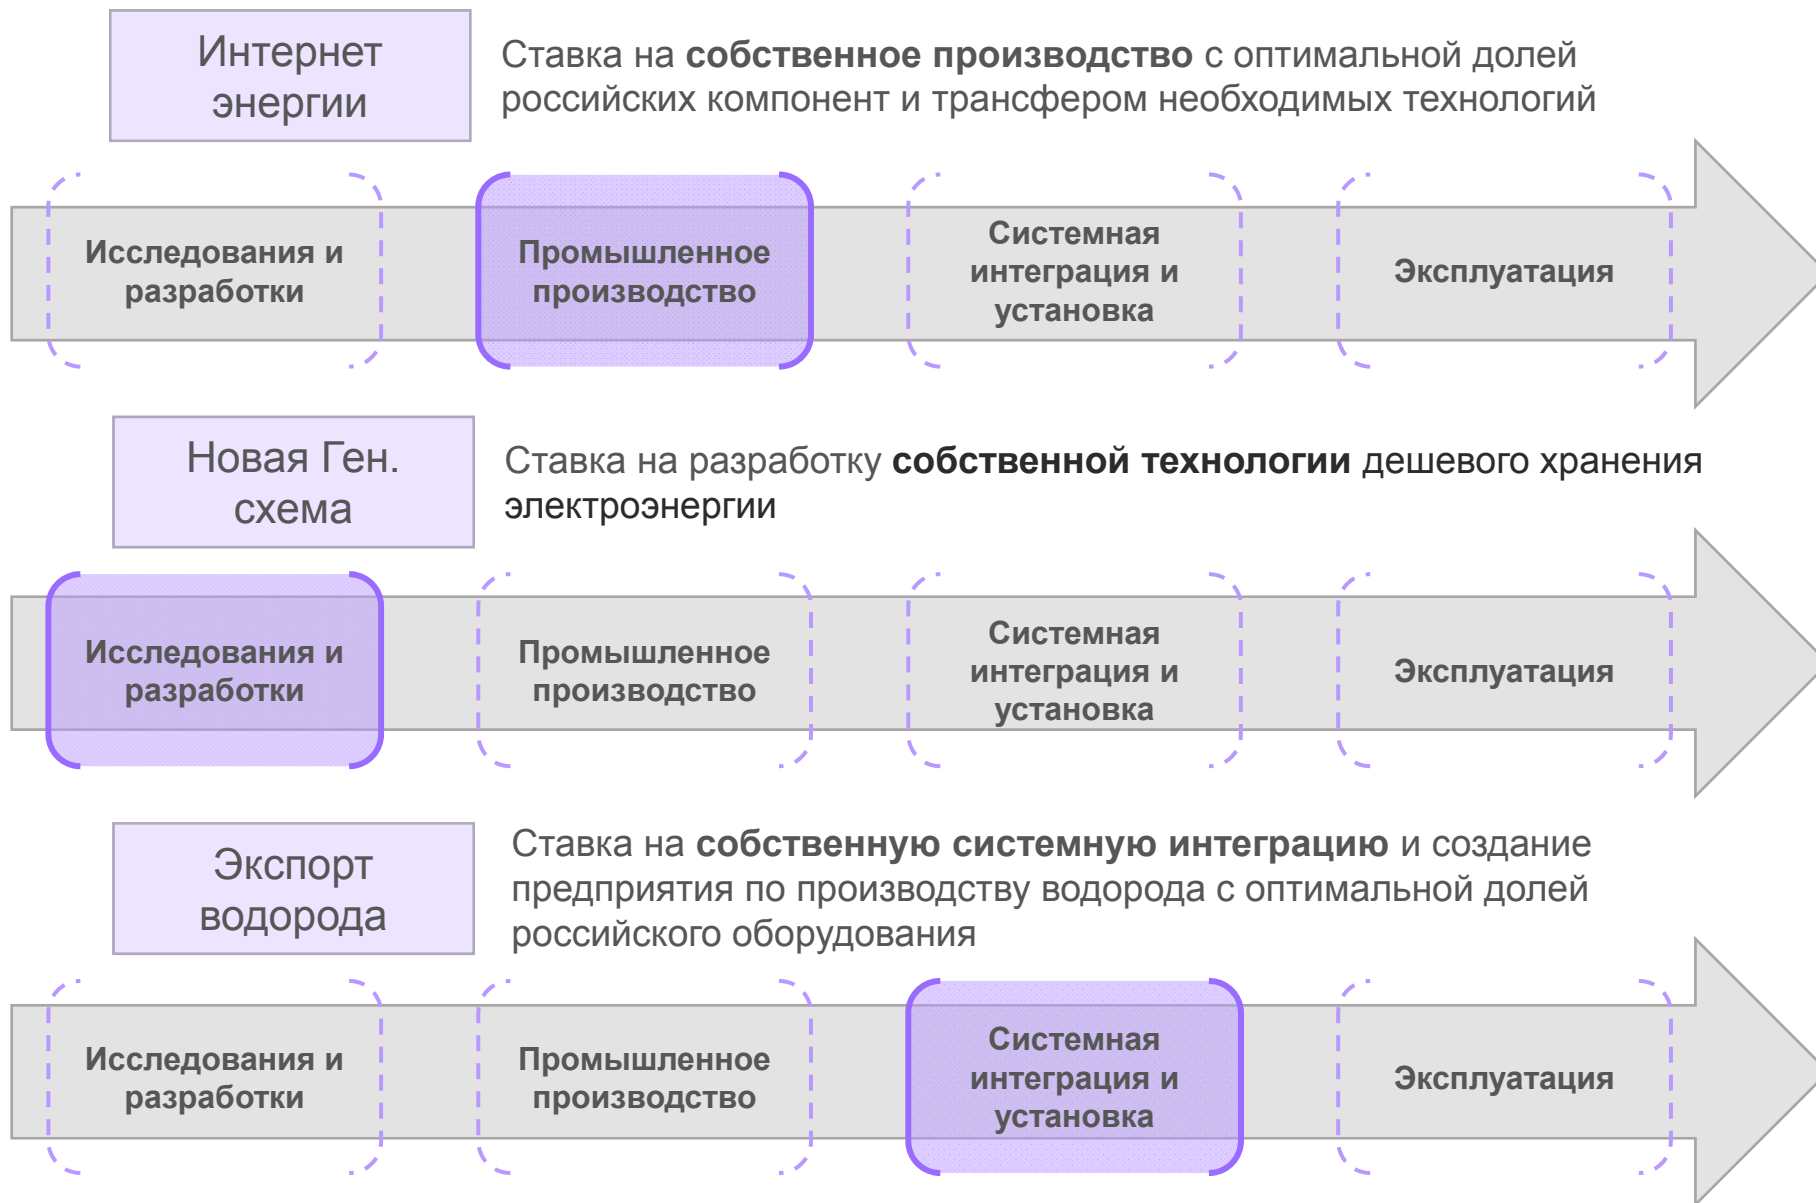 Интернет
энергии
Ставка на собственное производство с оптимальной долей
российских компонент и трансфером необходимых технологий
Исследования и
разработки
Промышленное
производство
Системная
интеграция и
установка
Эксплуатация
Новая Ген.
схема
Ставка на разработку собственной технологии дешевого хранения
электроэнергии
Исследования и
разработки
Промышленное
производство
Системная
интеграция и
установка
Эксплуатация
Экспорт
водорода
Ставка на собственную системную интеграцию и создание
предприятия по производству водорода с оптимальной долей
российского оборудования
Исследования и
разработки
Промышленное
производство
Системная
интеграция и
установка
Эксплуатация